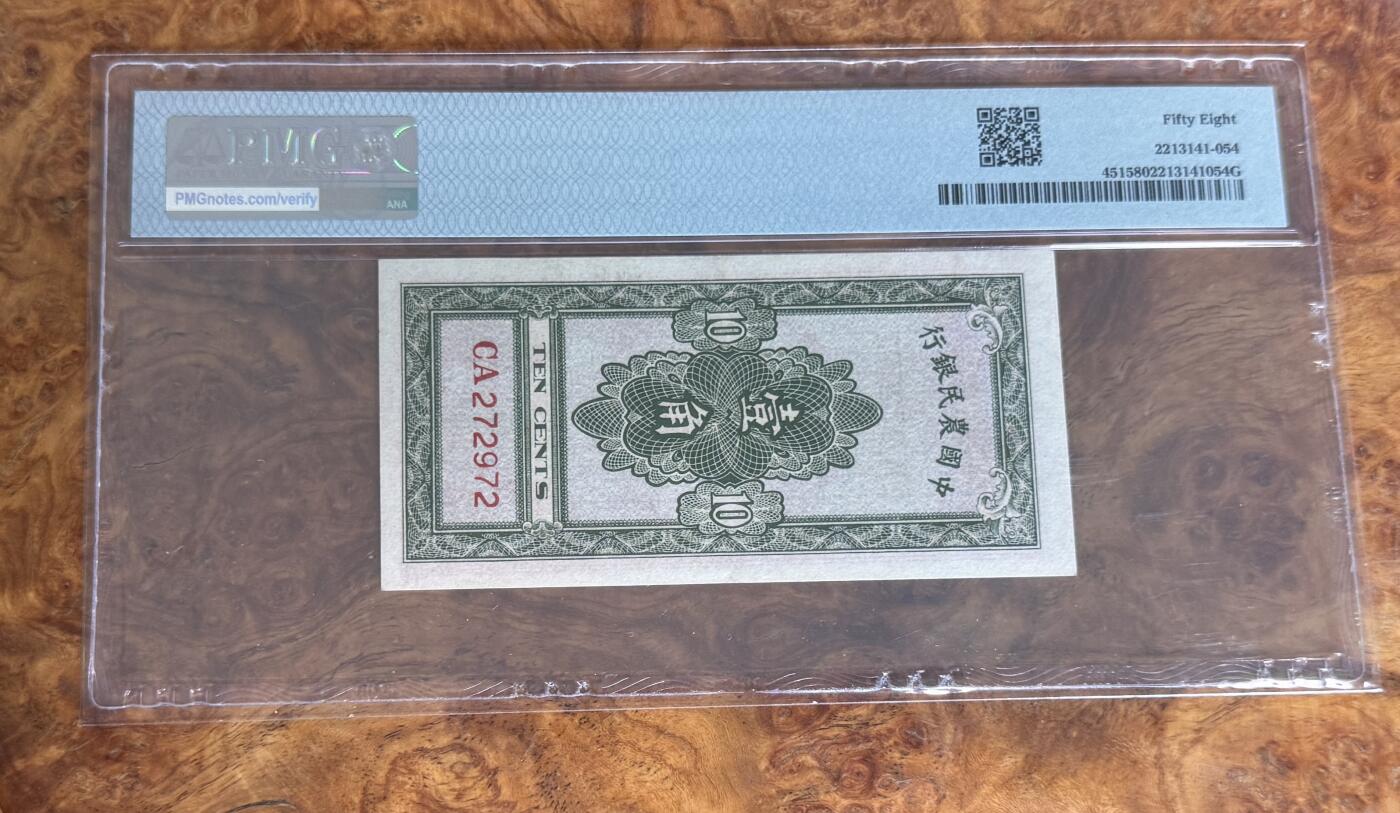 PMG
PMGnotes.com/verify
ANA
Fifty Eight
2213141-054
4515802213141054G
行銀民農國中
10
壹角
10
TEN CENTS
CA272972